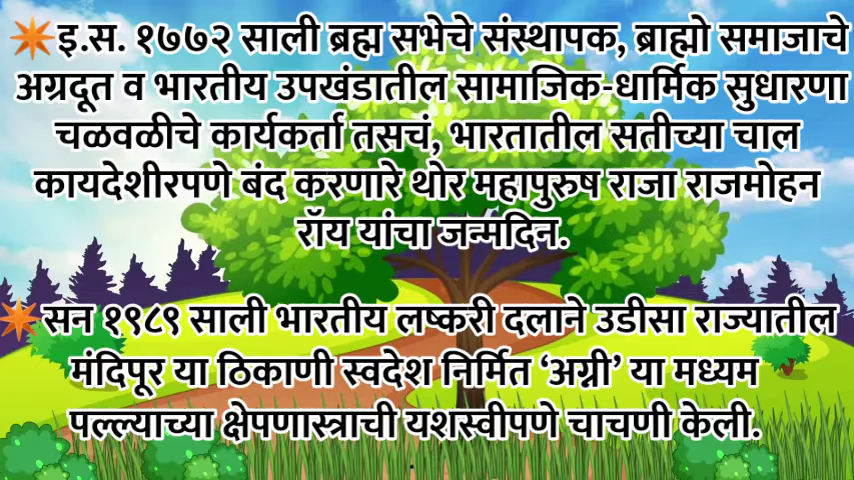 इ.स. १७७२ साली ब्रह्म सभेचे संस्थापक, ब्राह्मो समाजाचे
अग्रदूत व भारतीय उपखंडातील सामाजिक-धार्मिक सुधारणा
चळवळीचे कार्यकर्ता तसचं, भारतातील सतीच्या चाल
कायदेशीरपणे बंद करणारे थोर महापुरुष राजा राजमोहन
रॉय यांचा जन्मदिन.
सन १९८९ साली भारतीय लष्करी दलाने उडीसा राज्यातील
मंदिपूर या ठिकाणी स्वदेश निर्मित ‘अग्नी’ या मध्यम
पल्ल्याच्या क्षेपणास्त्राची यशस्वीपणे चाचणी केली.
.